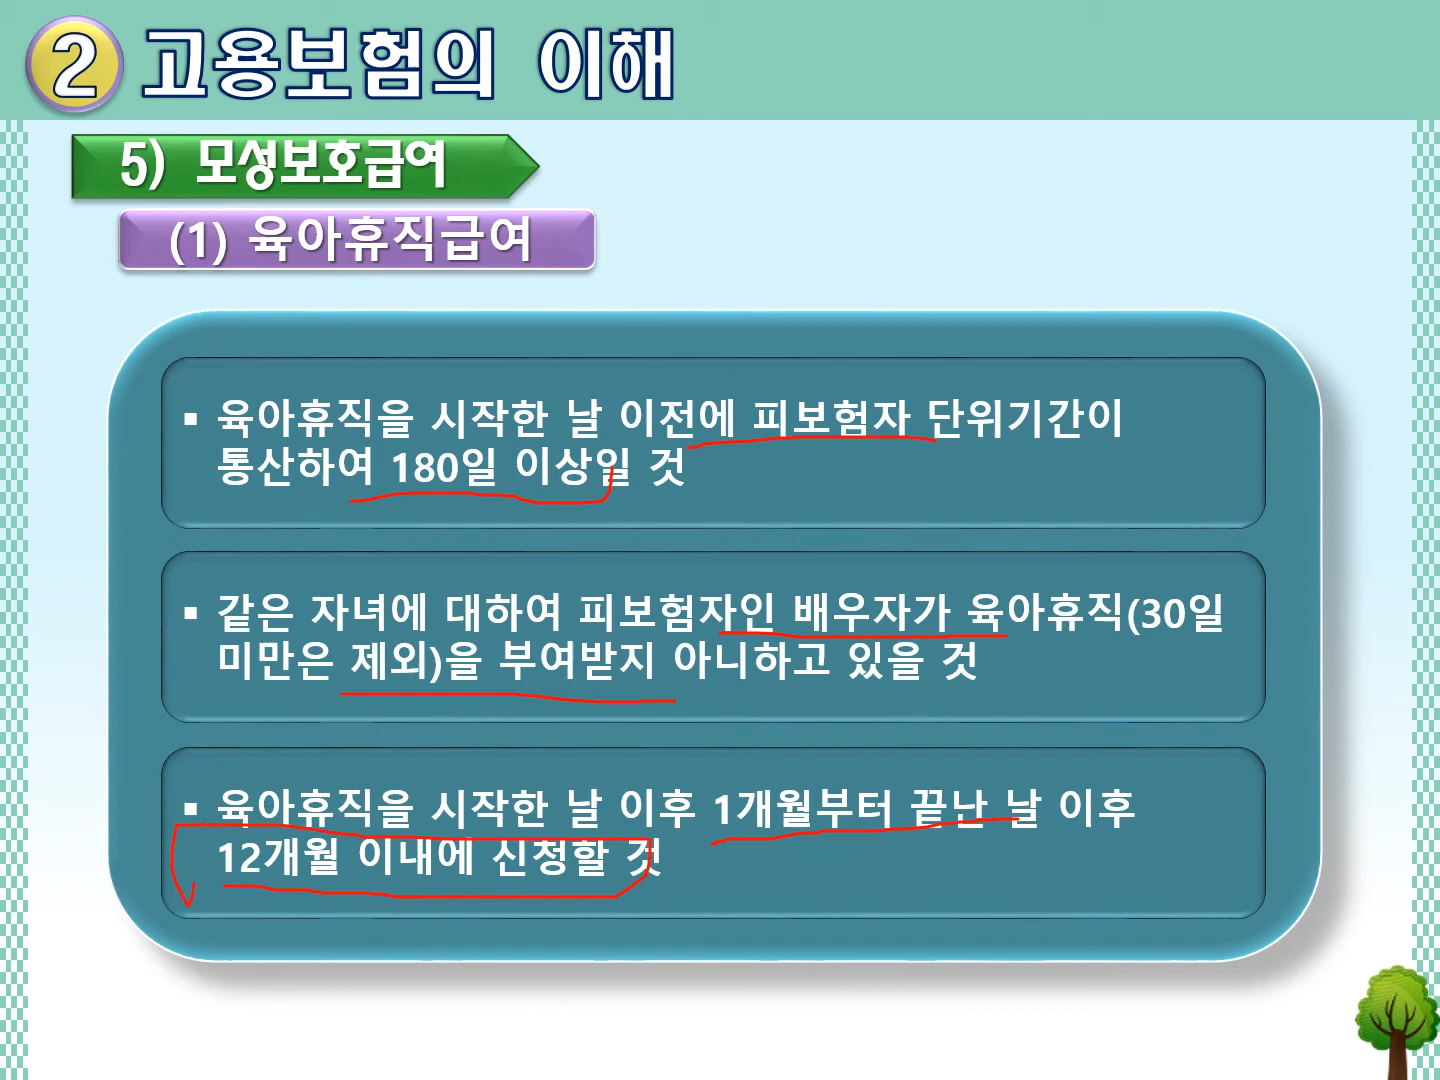 2 고용보험의 이해
5) 모성보호급여
(1) 육아휴직급여
▪ 육아휴직을 시작한 날 이전에 피보험자 단위기간이
통산하여 180일 이상일 것
▪ 같은 자녀에 대하여 피보험자인 배우자가 육아휴직(30일
미만은 제외)을 부여받지 아니하고 있을 것
▪ 육아휴직을 시작한 날 이후 1개월부터 끝난 날 이후
12개월 이내에 신청할 것